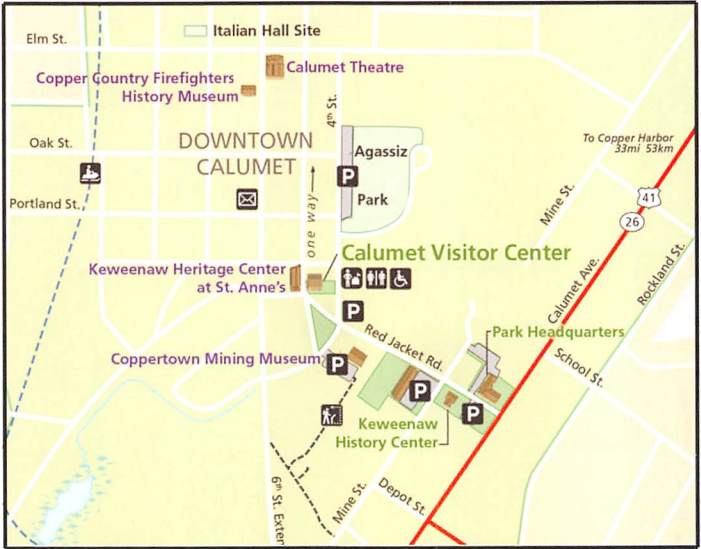 Italian Hall Site
Elm St.
Calumet Theatre
Copper Country Firefighters
History Museum
4th St.
To Copper Harbor
33mi 53km
Oak St.
DOWNTOWN
CALUMET
Agassiz
P
Park
Portland St.
one way
Mine St.
41
26
Calumet Visitor Center
Keweenaw Heritage Center
at St. Anne's
Calumet Ave.
Rockland St.
P
Red Jacket Rd.
Park Headquarters
Coppertown Mining Museum
P
School St.
P
P
Keweenaw
History Center
6th St. Exten
Mine St.
Depot St.